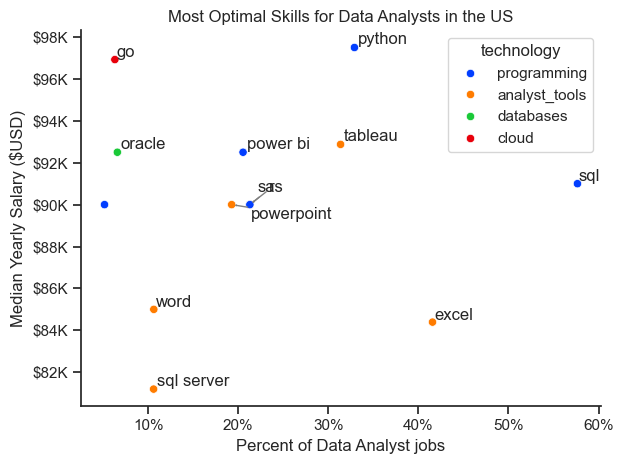 Most Optimal Skills for Data Analysts in the US
$98K
$96K
$94K
$92K
$90K
$88K
$86K
$84K
$82K
Median Yearly Salary ($USD)
go
python
oracle
power bi
tableau
sql
sas
r
powerpoint
word
excel
sql server
technology
programming
analyst_tools
databases
cloud
10%
20%
30%
40%
50%
60%
Percent of Data Analyst jobs